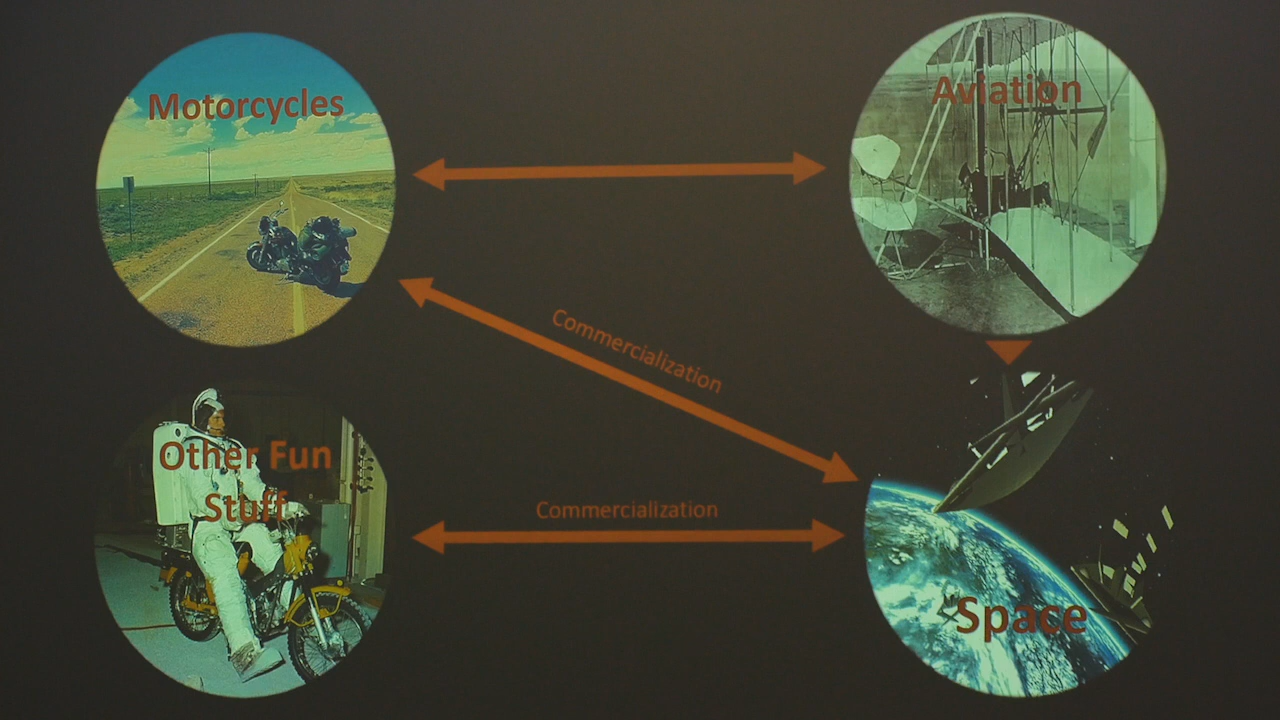 Motorcycles
Aviation
Commercialization
Other Fun
Stuff
Commercialization
Space